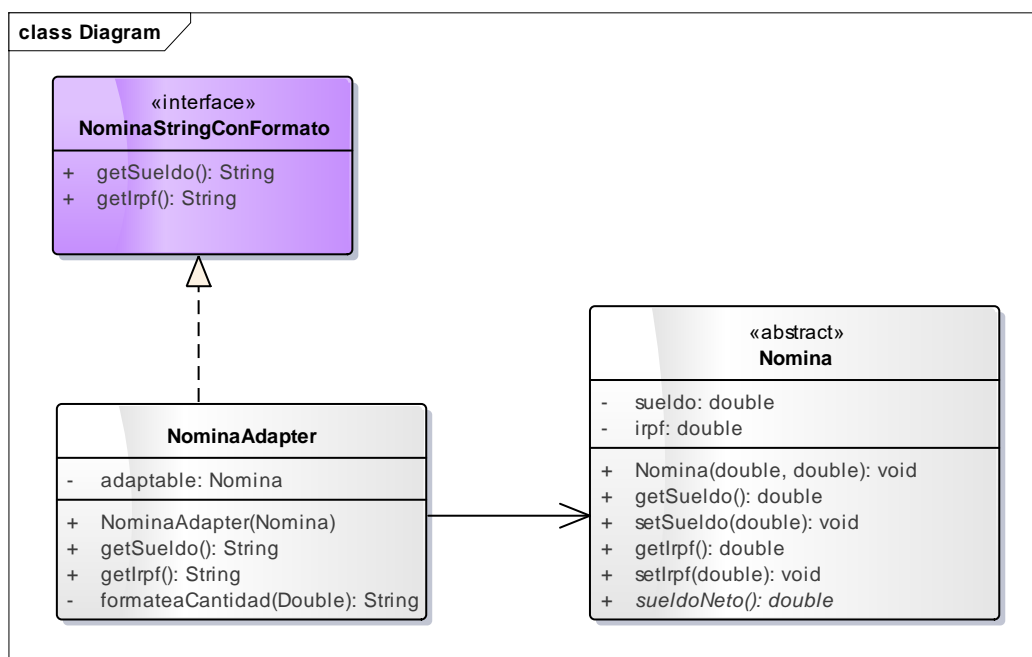 class Diagram
«interface»
NominaStringConFormato
+ getSueldo(): String
+ getIrpf(): String
NominaAdapter
- adaptable: Nomina
+ NominaAdapter(Nomina)
+ getSueldo(): String
+ getIrpf(): String
- formateaCantidad(Double): String
«abstract»
Nomina
- sueldo: double
- irpf: double
+ Nomina(double, double): void
+ getSueldo(): double
+ setSueldo(double): void
+ getIrpf(): double
+ setIrpf(double): void
+ sueldoNeto(): double